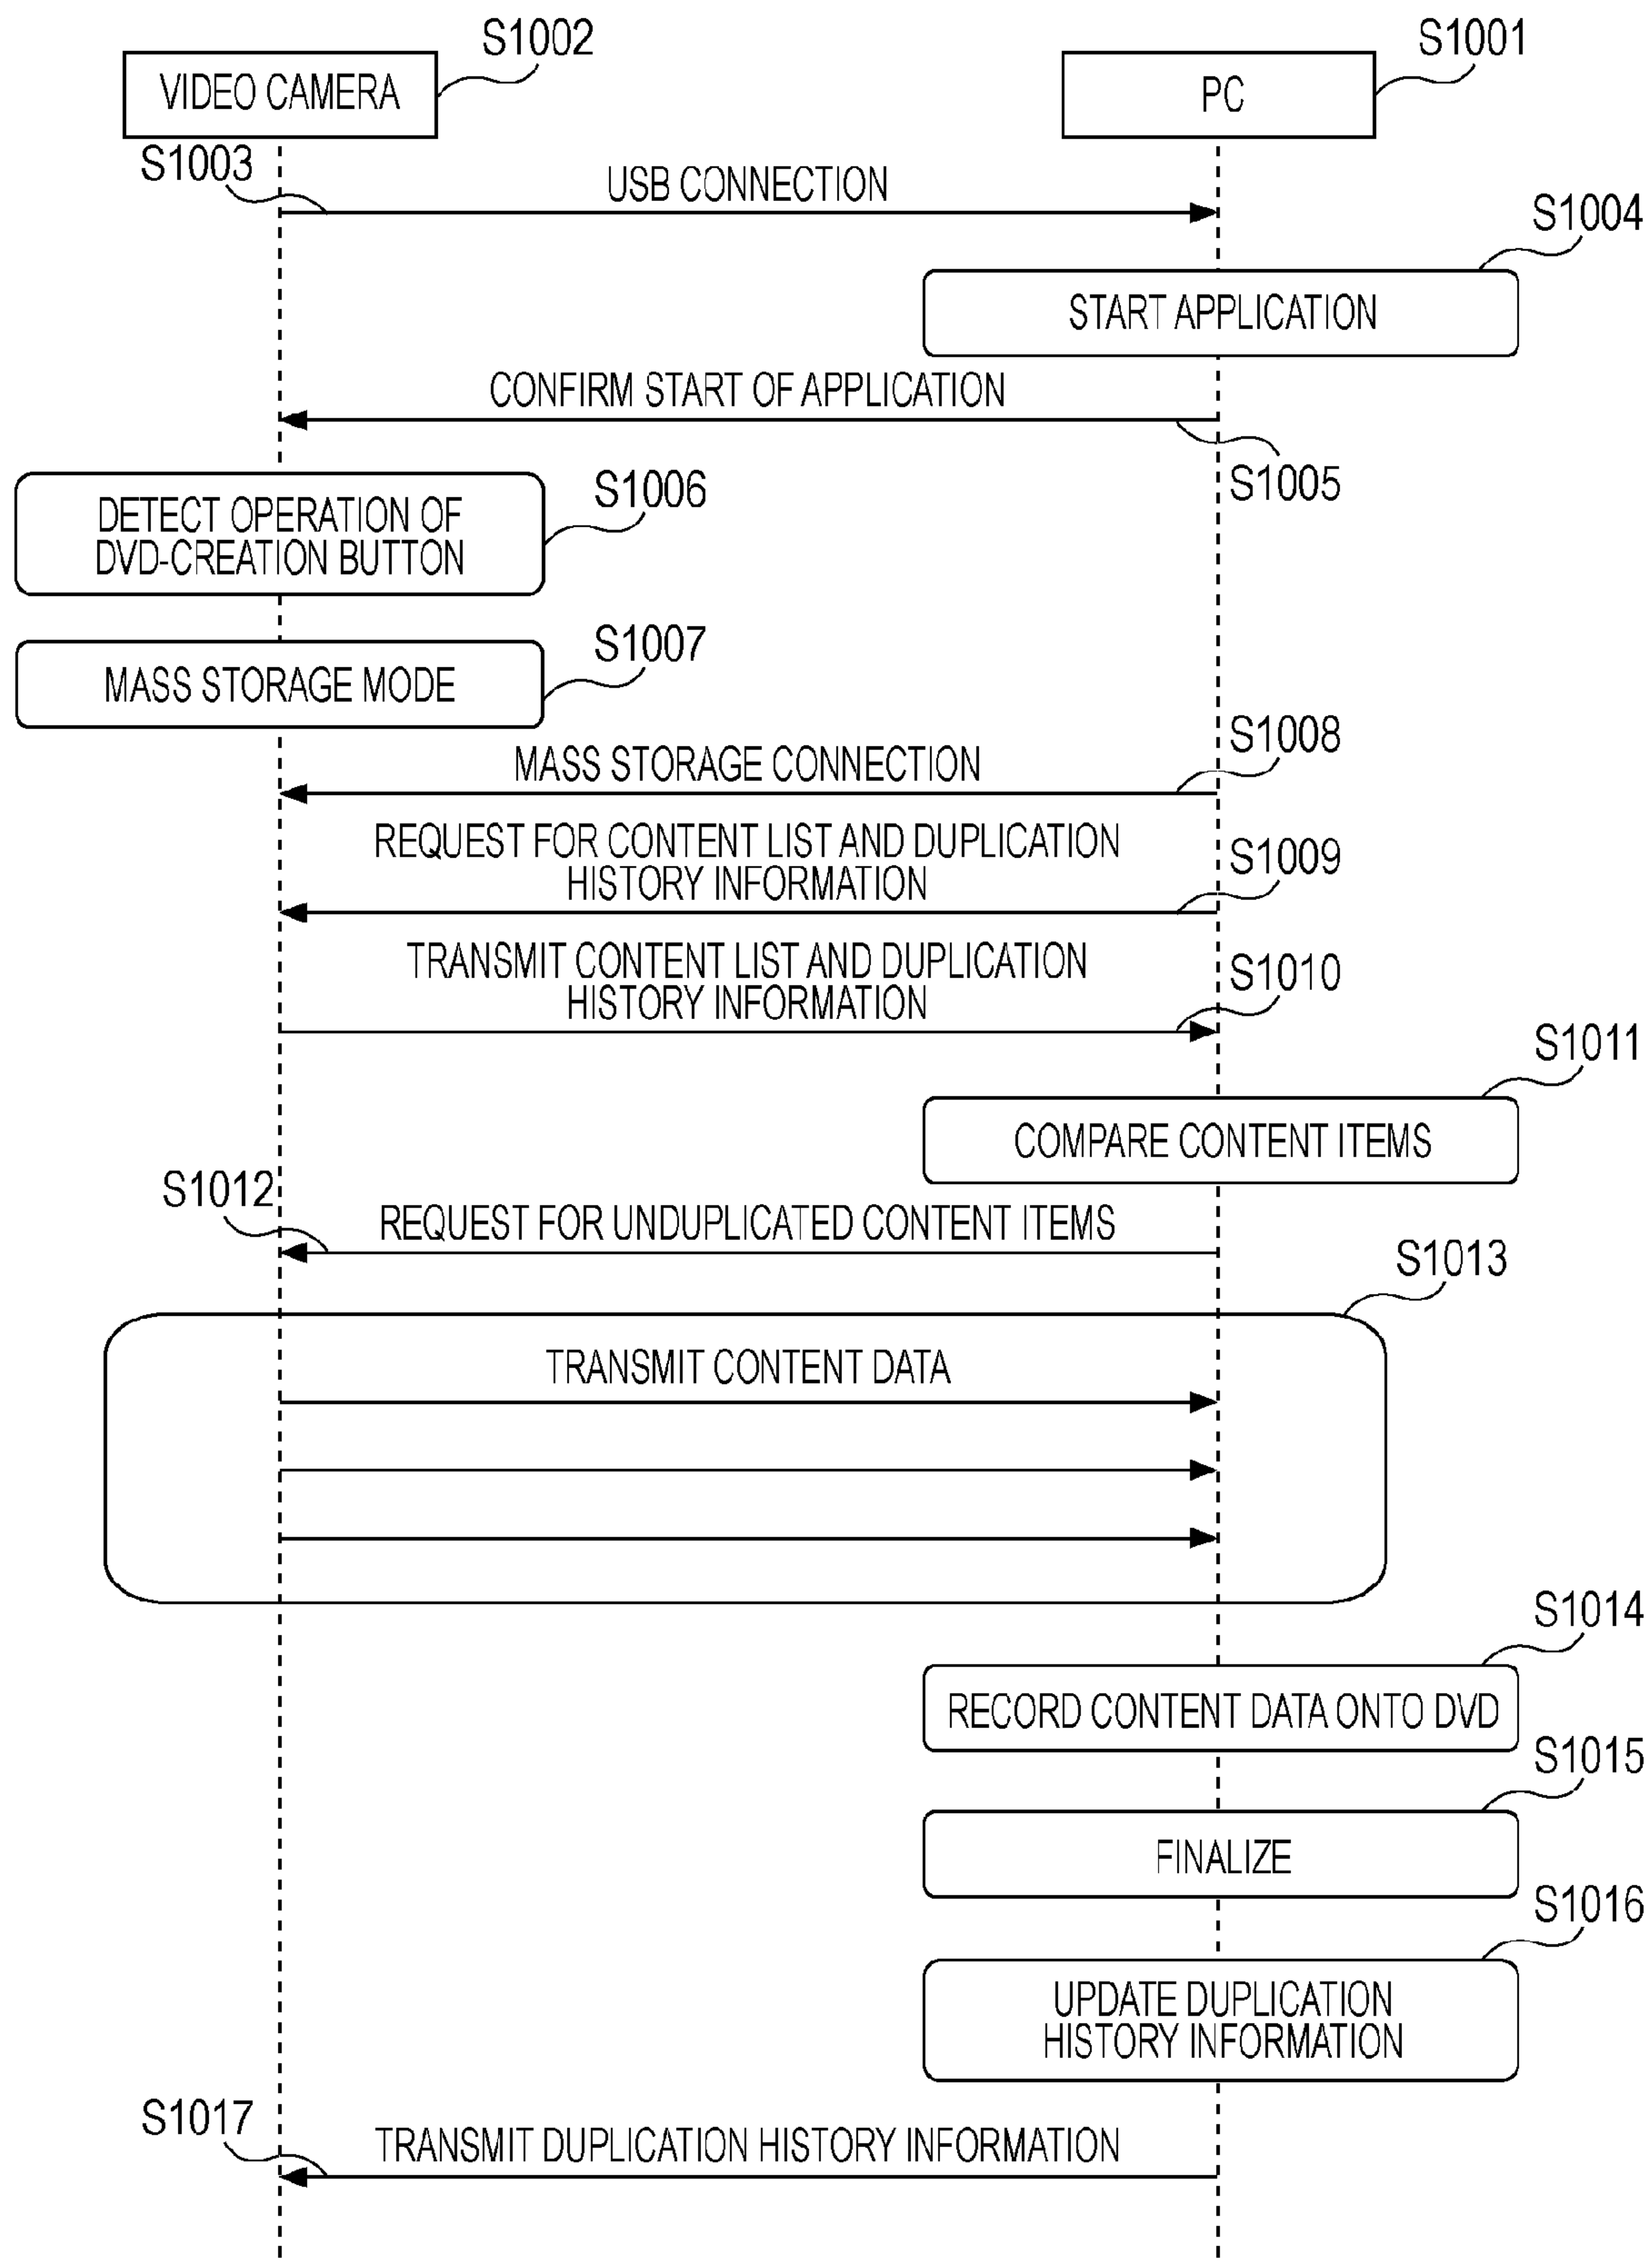 S1002
S1001
VIDEO CAMERA
PC
S1003
USB CONNECTION
S1004
START APPLICATION
CONFIRM START OF APPLICATION
S1005
DETECT OPERATION OF
DVD-CREATION BUTTON
S1006
MASS STORAGE MODE
S1007
MASS STORAGE CONNECTION
S1008
REQUEST FOR CONTENT LIST AND DUPLICATION
HISTORY INFORMATION
S1009
TRANSMIT CONTENT LIST AND DUPLICATION
HISTORY INFORMATION
S1010
S1011
COMPARE CONTENT ITEMS
S1012
REQUEST FOR UNDUPLICATED CONTENT ITEMS
S1013
TRANSMIT CONTENT DATA
S1014
RECORD CONTENT DATA ONTO DVD
S1015
FINALIZE
S1016
UPDATE DUPLICATION
HISTORY INFORMATION
S1017
TRANSMIT DUPLICATION HISTORY INFORMATION